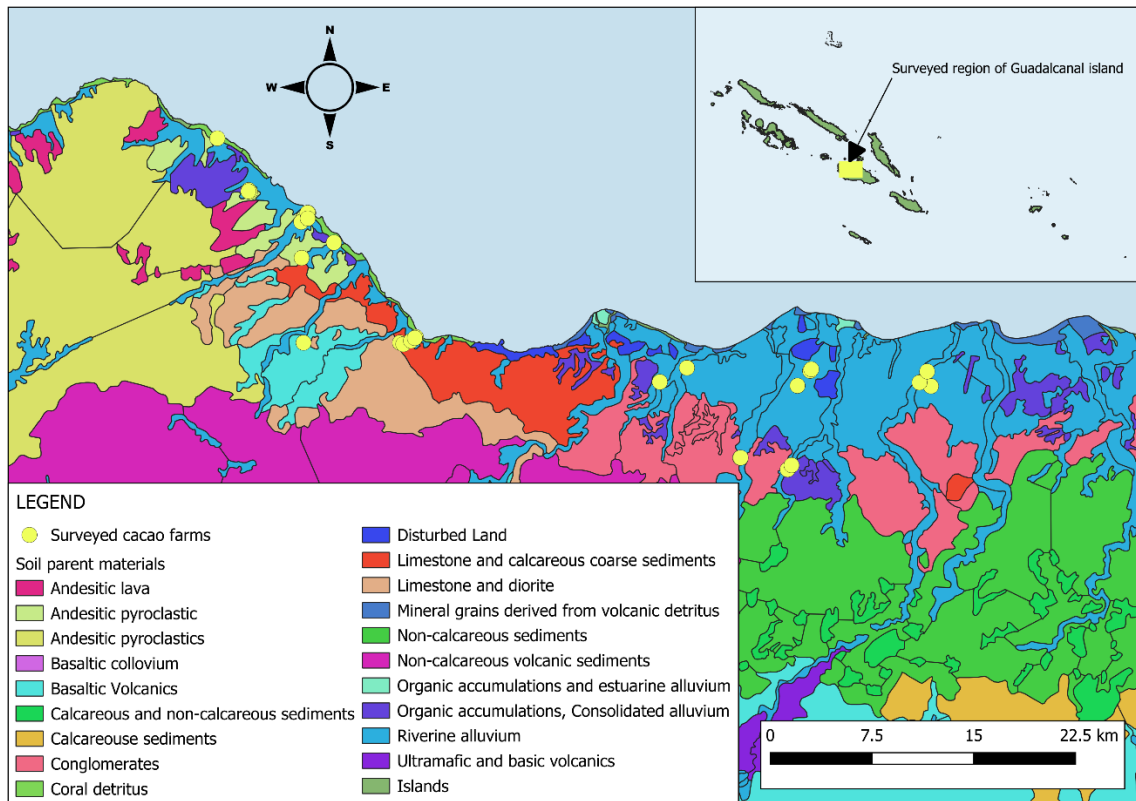 N
W
E
S
Surveyed region of Guadalcanal island
LEGEND
Surveyed cacao farms
Soil parent materials
Andesitic lava
Andesitic pyroclastic
Andesitic pyroclastics
Basaltic collovium
Basaltic Volcanics
Calcareous and non-calcareous sediments
Calcareouse sediments
Conglomerates
Coral detritus
Disturbed Land
Limestone and calcareous coarse sediments
Limestone and diorite
Mineral grains derived from volcanic detritus
Non-calcareous sediments
Non-calcareous volcanic sediments
Organic accumulations and estuarine alluvium
Organic accumulations, Consolidated alluvium
Riverine alluvium
Ultramafic and basic volcanics
Islands
0 7.5 15 22.5 km